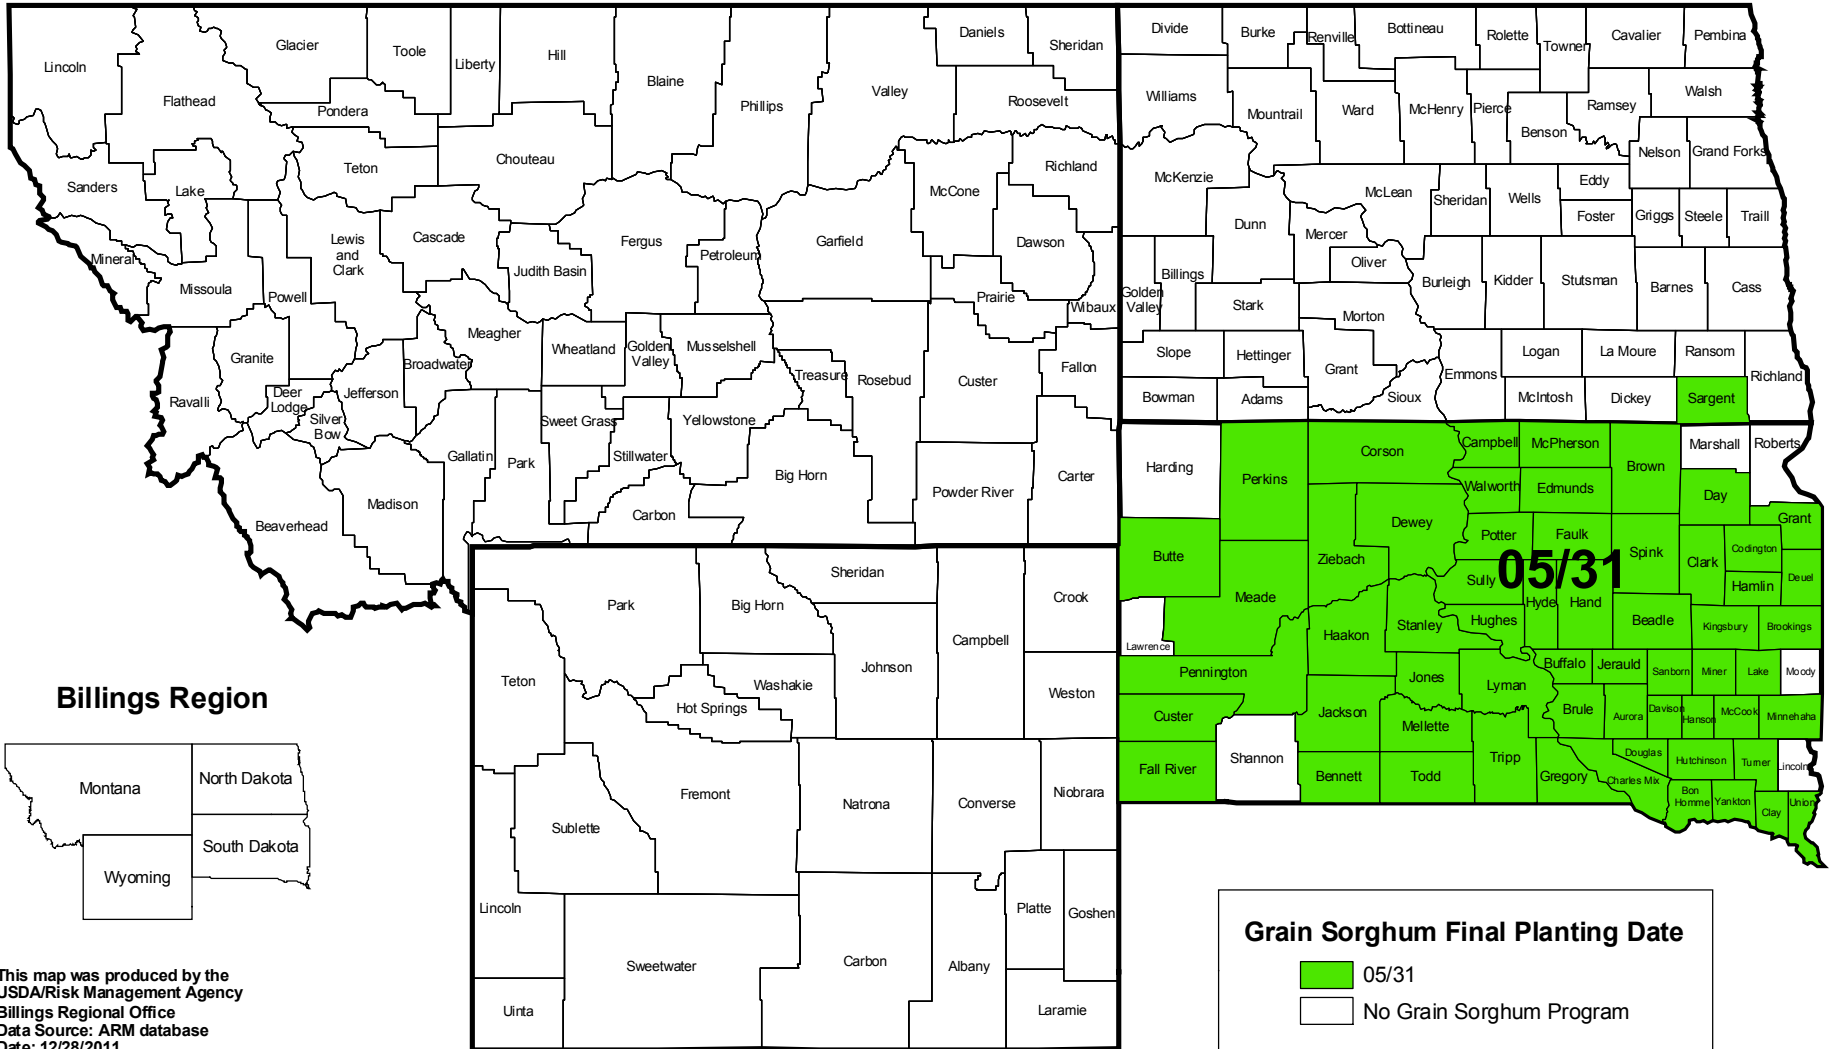 Lincoln
Flathead
Glacier
Toole
Liberty
Hill
Blaine
Phillips
Valley
Daniels
Sheridan
Roosevelt
Pondera
Teton
Chouteau
Sanders
Lake
Richland
McCone
Mineral
Missoula
Powell
Lewis
and
Clark
Cascade
Judith Basin
Fergus
Petroleum
Garfield
Dawson
Prairie
Wibaux
Meagher
Granite
Broadwater
Wheatland
Golden
Valley
Musselshell
Treasure
Rosebud
Custer
Fallon
Ravalli
Deer
Lodge
Silver
Bow
Jefferson
Sweet Grass
Yellowstone
Gallatin
Park
Stillwater
Big Horn
Powder River
Carter
Madison
Carbon
Beaverhead
Divide
Burke
Renville
Bottineau
Rolette
Towner
Cavalier
Pembina
Williams
Mountrail
Ward
McHenry
Pierce
Ramsey
Walsh
Benson
Nelson
Grand Forks
McKenzie
McLean
Sheridan
Wells
Eddy
Foster
Griggs
Steele
Traill
Dunn
Mercer
Oliver
Billings
Golden
Valley
Stark
Burleigh
Kidder
Stutsman
Barnes
Cass
Morton
Slope
Hettinger
Grant
Logan
La Moure
Ransom
Richland
Emmons
Bowman
Adams
Sioux
McIntosh
Dickey
Sargent
Harding
Perkins
Corson
Campbell
McPherson
Brown
Marshall
Roberts
Walworth
Edmunds
Day
Grant
Dewey
Potter
Faulk
Butte
Ziebach
Spink
Clark
Codington
05/31
Sully
Hamlin
Deuel
Meade
Hyde
Hand
Haakon
Stanley
Hughes
Beadle
Kingsbury
Brookings
Lawrence
Pennington
Buffalo
Jerauld
Sanborn
Miner
Lake
Moody
Jones
Lyman
Custer
Jackson
Mellette
Brule
Aurora
Davison
Hanson
McCook
Minnehaha
Shannon
Tripp
Douglas
Hutchinson
Turner
Lincoln
Fall River
Bennett
Todd
Gregory
Charles Mix
Bon
Homme
Yankton
Clay
Union
Park
Big Horn
Sheridan
Crook
Campbell
Johnson
Teton
Washakie
Hot Springs
Weston
Fremont
Natrona
Converse
Niobrara
Sublette
Lincoln
Platte
Goshen
Sweetwater
Carbon
Albany
Uinta
Laramie
Billings Region
Montana
North Dakota
South Dakota
Wyoming
This map was produced by the
USDA/Risk Management Agency
Billings Regional Office
Data Source: ARM database
Date: 12/28/2011
Grain Sorghum Final Planting Date
05/31
No Grain Sorghum Program